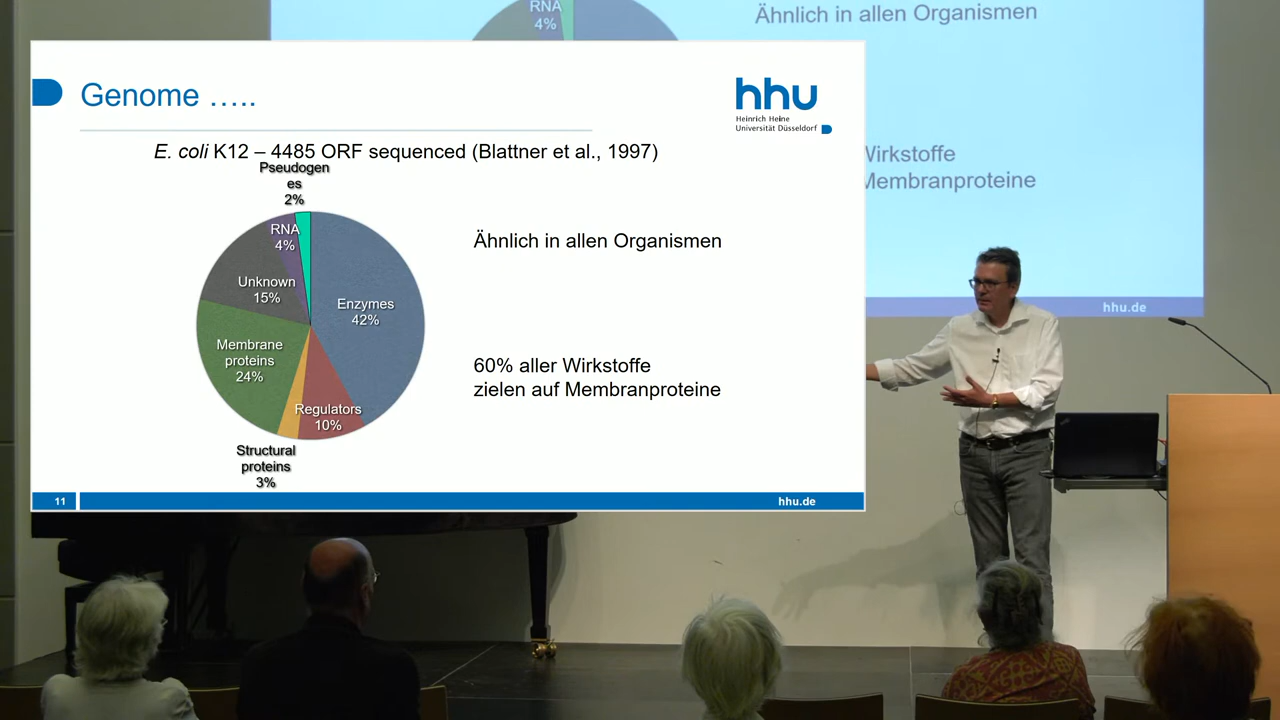 RNA
4%
Ähnlich in allen Organismen
Genome …..
hhu
Heinrich Heine
Universität Düsseldorf
E. coli K12 – 4485 ORF sequenced (Blattner et al., 1997)
Pseudogen
es
2%
RNA
4%
Unknown
15%
Enzymes
42%
Membrane
proteins
24%
Regulators
10%
Structural
proteins
3%
Ähnlich in allen Organismen
60% aller Wirkstoffe
zielen auf Membranproteine
Wirkstoffe
Membranproteine
hhu.de
11
hhu.de